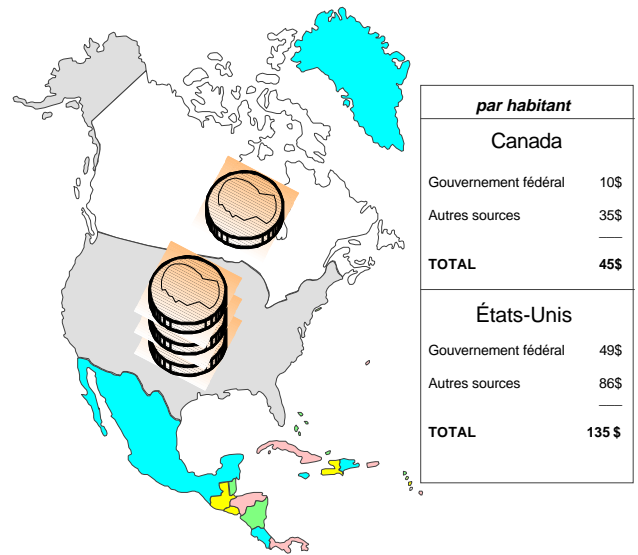 par habitant
Canada
Gouvernement fédéral 10$
Autres sources 35$
TOTAL 45$
États-Unis
Gouvernement fédéral 49$
Autres sources 86$
TOTAL 135 $